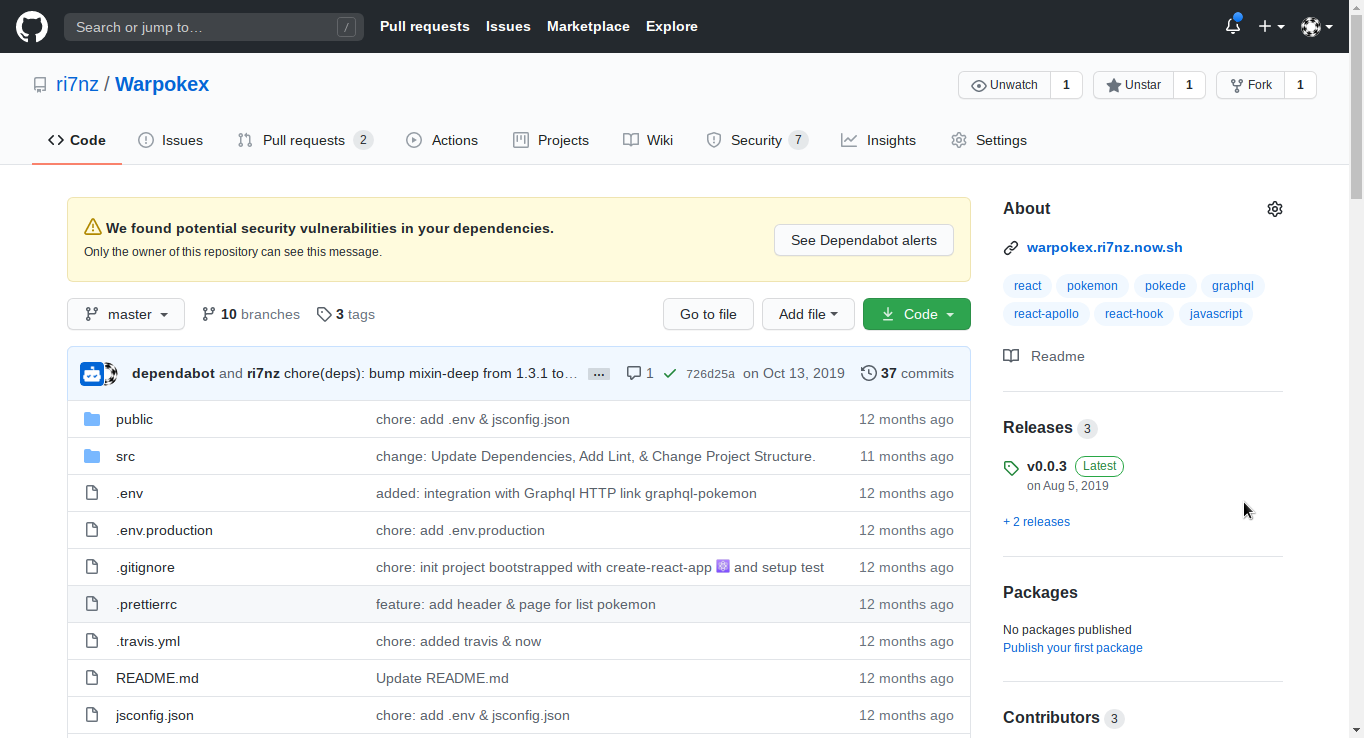 Search or jump to… /
Pull requests Issues Marketplace Explore
ri7nz / Warpokex
Unwatch 1 Unstar 1 Fork 1
Code Issues Pull requests 2 Actions Projects Wiki Security 7 Insights Settings
We found potential security vulnerabilities in your dependencies.
Only the owner of this repository can see this message.
See Dependabot alerts
master 10 branches 3 tags Go to file Add file Code
dependabot and ri7nz chore(deps): bump mixin-deep from 1.3.1 to… ... 1 726d25a on Oct 13, 2019 37 commits
public chore: add .env & jsconfig.json 12 months ago
src change: Update Dependencies, Add Lint, & Change Project Structure. 11 months ago
.env added: integration with Graphql HTTP link graphql-pokemon 12 months ago
.env.production chore: add .env.production 12 months ago
.gitignore chore: init project bootstrapped with create-react-app ⚛ and setup test 12 months ago
.prettierrc feature: add header & page for list pokemon 12 months ago
.travis.yml chore: added travis & now 12 months ago
README.md Update README.md 12 months ago
jsconfig.json chore: add .env & jsconfig.json 12 months ago
About
warpokex.ri7nz.now.sh
react pokemon pokede graphql
react-apollo react-hook javascript
Readme
Releases 3
v0.0.3 Latest
on Aug 5, 2019
+ 2 releases
Packages
No packages published
Publish your first package
Contributors 3